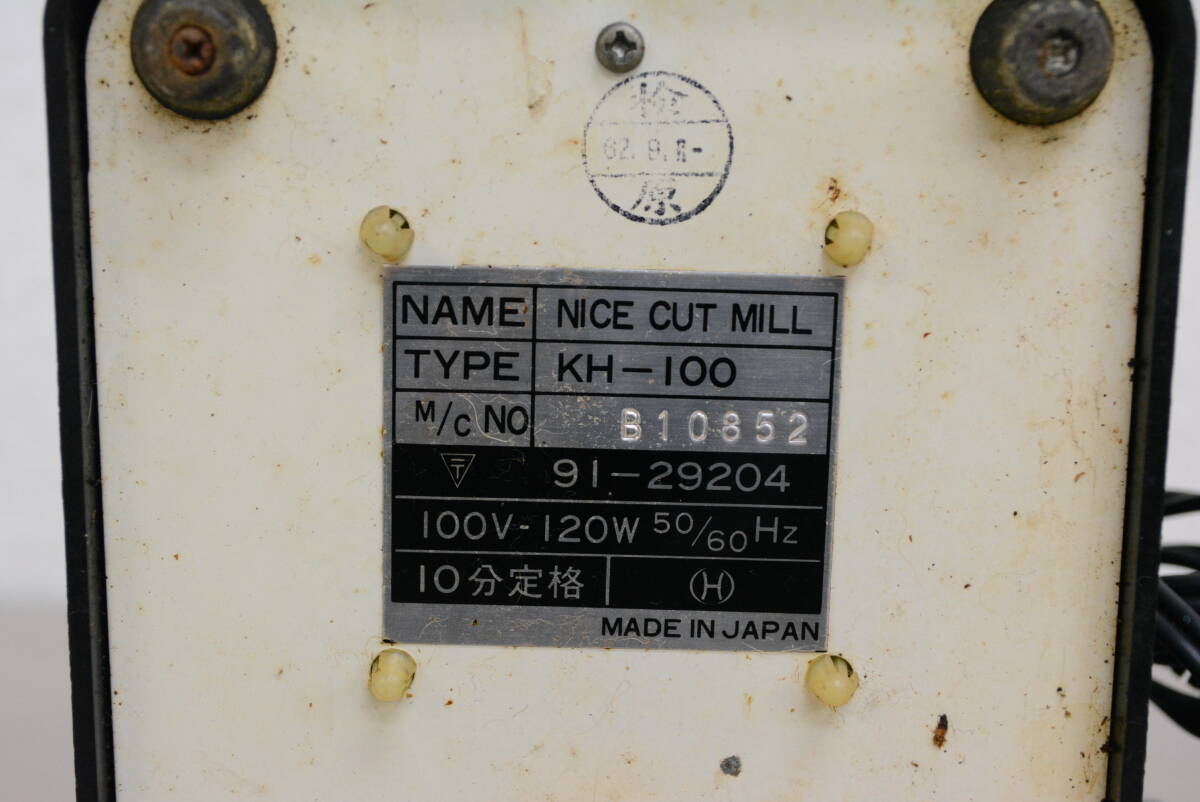 検
62.9.
原
NAME NICE CUT MILL
TYPE KH-100
M/C NO B10852
〒 91-29204
100V-120W 50/60Hz
10分定格 (H)
MADE IN JAPAN